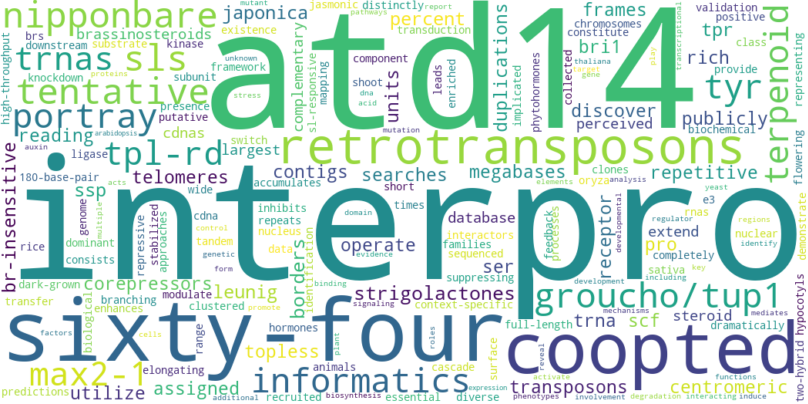 nipponbare
japonica
atd14
percent
frames
validation
positive
mutant
jasmonic
distinctly
report
pathways
transcriptional
chromosomes
constitute
class
brassinosteroids
existence
transduction
bri1
tpr
rich
terpenoid
trnas
sls
brs
downstream
substrate
kinase
unknown
framework
component
thaliana
gene
target
play
provide
high-throughput
tentative
knockdown
subunit
complementary
sl-responsive
mapping
shoot
dna
acid
units
leads
enriched
duplications
implicated
phytohormones
collected
discover
perceived
publicly
biochemical
tyr
representing
flowering
portray
presence
putative
proteins
stress
reading
arabidopsis
cdnas
switch
mutation
auxin
ligase
tpl-rd
largest
retrotransposons
clones
yeast
analysis
elements
telomeres
contigs
searches
megabases
repetitive
br-insensitive
180-base-pair
ssp
acts
wide
accumulates
short
oryza
e3
rnas
regulator
regions
demonstrate
interpro
genome
multiple
repressive
stabilized
approaches
cdna
inhibits
repeats
times
domain
database
interactors
families
sequenced
feedback
processes
receptor
developmental
extend
nuclear
identify
rice
dominant
tandem
nucleus
control
data
genetic
form
borders
identification
operate
evidence
binding
suppressing
ser
pro
completely
sativa
key
including
development
consists
dark-grown
transfer
corepressors
branching
modulate
clustered
enhances
leunig
strigolactones
signaling
context-specific
groucho/tup1
functions
mechanisms
mediates
biological
sixty-four
factors
cells
promote
range
hormones
topless
plant
roles
full-length
cascade
surface
trna
scf
steroid
dramatically
reveal
coopted
two-hybrid
hypocotyls
max2-1
elongating
animals
informatics
activate
phenotypes
involvement
transposons
degradation
interacting
induce
centromeric
predictions
utilize
assigned
additional
recruited
biosynthesis
essential
expression
diverse